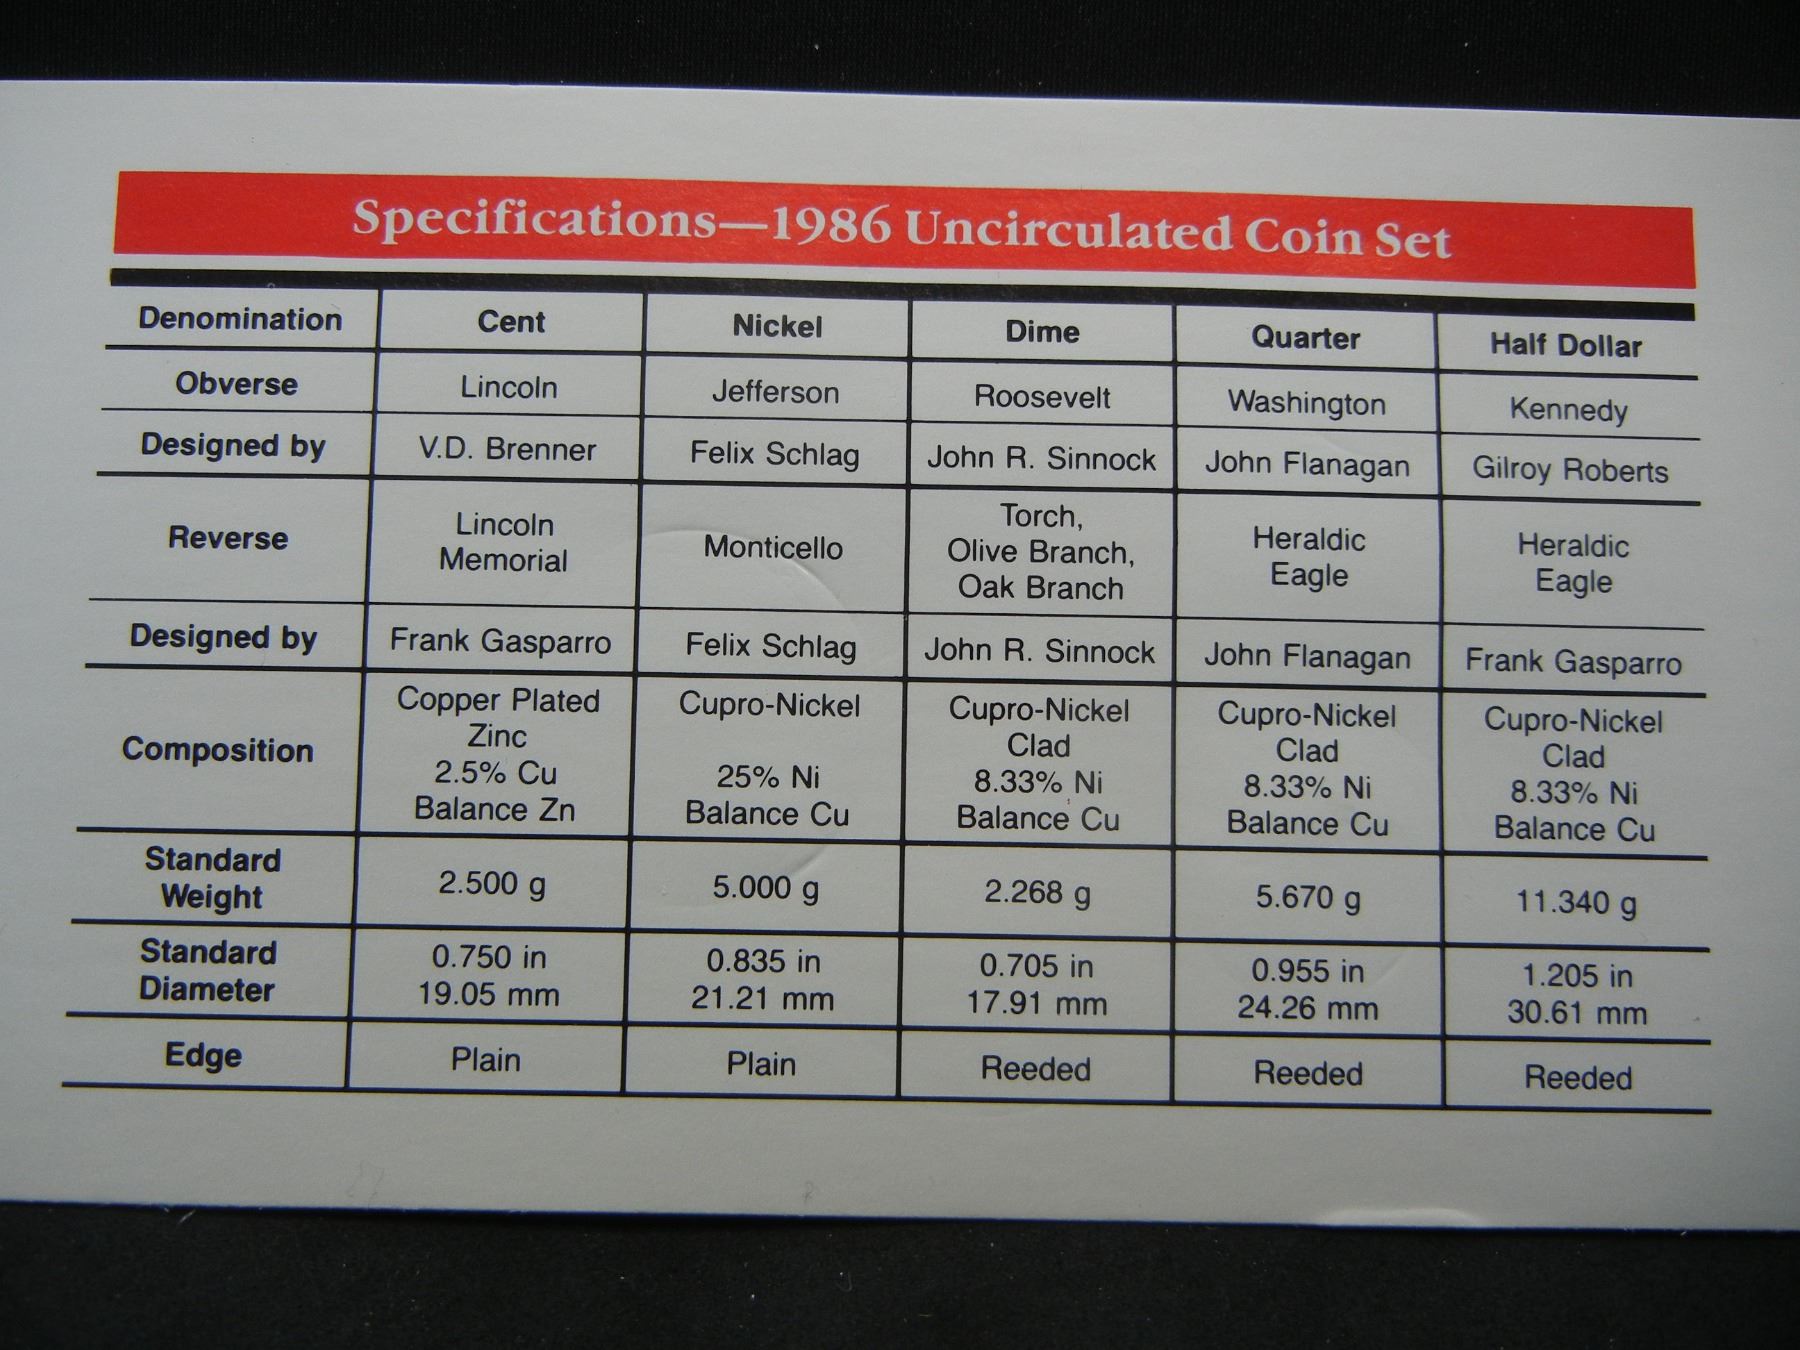 Specifications—1986 Uncirculated Coin Set
Denomination Cent Nickel Dime Quarter Half Dollar
Obverse Lincoln Jefferson Roosevelt Washington Kennedy
Designed by V.D. Brenner Felix Schlag John R. Sinnock John Flanagan Gilroy Roberts
Reverse Lincoln Memorial Monticello Torch, Olive Branch, Oak Branch Heraldic Eagle Heraldic Eagle
Designed by Frank Gasparro Felix Schlag John R. Sinnock John Flanagan Frank Gasparro
Composition Copper Plated Zinc 2.5% Cu Balance Zn Cupro-Nickel 25% Ni Balance Cu Cupro-Nickel Clad 8.33% Ni Balance Cu Cupro-Nickel Clad 8.33% Ni Balance Cu Cupro-Nickel Clad 8.33% Ni Balance Cu
Standard Weight 2.500 g 5.000 g 2.268 g 5.670 g 11.340 g
Standard Diameter 0.750 in 19.05 mm 0.835 in 21.21 mm 0.705 in 17.91 mm 0.955 in 24.26 mm 1.205 in 30.61 mm
Edge Plain Plain Reeded Reeded Reeded